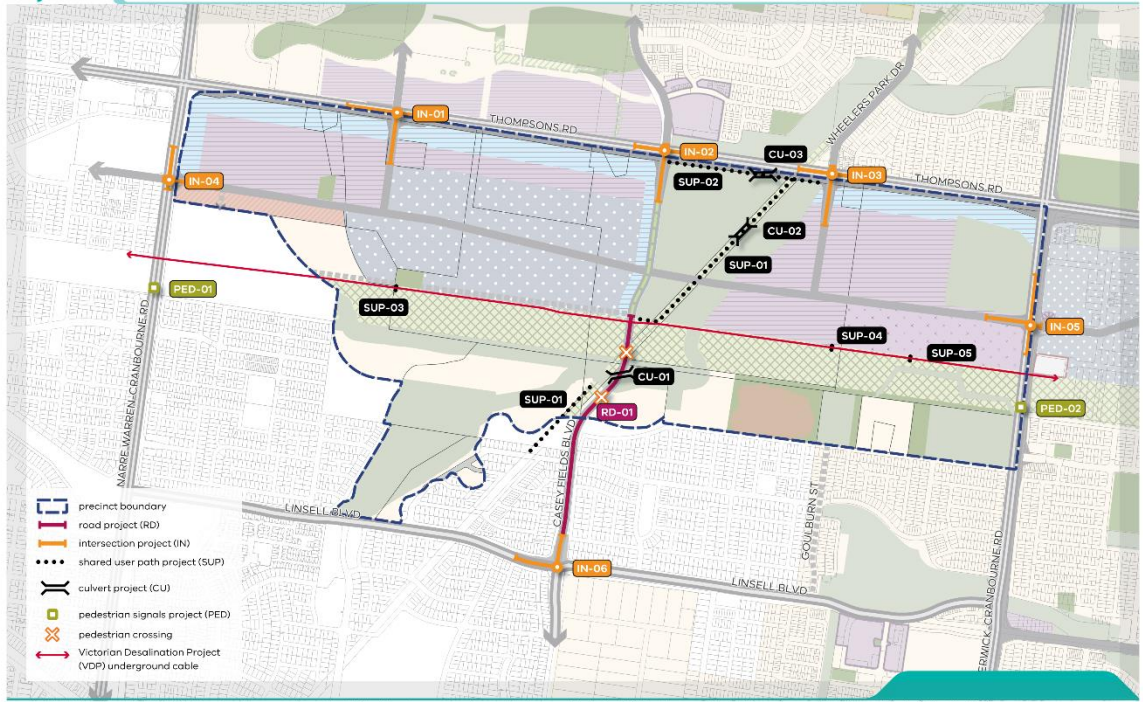 IN-01
THOMPSONS RD
WHEELERS PARK DR
IN-02
CU-03
IN-03
THOMPSONS RD
IN-04
SUP-02
CU-02
SUP-01
PED-01
SUP-03
IN-05
SUP-04
SUP-05
CU-01
SUP-01
RD-01
PED-02
NARRE WARREN-CRANBOURNE RD
CASEY FIELDS BLVD
GOULBURN ST
LINSELL BLVD
IN-06
LINSELL BLVD
ERWICK-CRANBOURNE RD
precinct boundary
road project (RD)
intersection project (IN)
shared user path project (SUP)
culvert project (CU)
pedestrian signals project (PED)
pedestrian crossing
Victorian Desalination Project
(VDP) underground cable